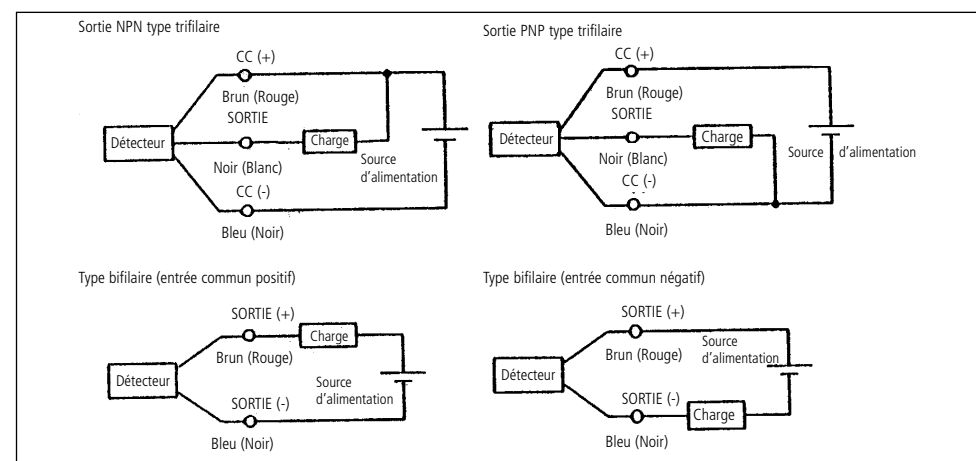 Sortie NPN type trifilaire
CC (+)
Brun (Rouge)
SORTIE
Détecteur
Charge
Noir (Blanc)
Source
d'alimentation
CC (-)
Bleu (Noir)
Sortie PNP type trifilaire
CC (+)
Brun (Rouge)
SORTIE
Détecteur
Charge
Source d'alimentation
Noir (Blanc)
CC (-)
Bleu (Noir)
Type bifilaire (entrée commun positif)
SORTIE (+)
Charge
Brun (Rouge)
Détecteur
Source
d'alimentation
SORTIE (-)
Bleu (Noir)
Type bifilaire (entrée commun négatif)
SORTIE (+)
Source
d'alimentation
Brun (Rouge)
Détecteur
SORTIE (-)
Charge
Bleu (Noir)